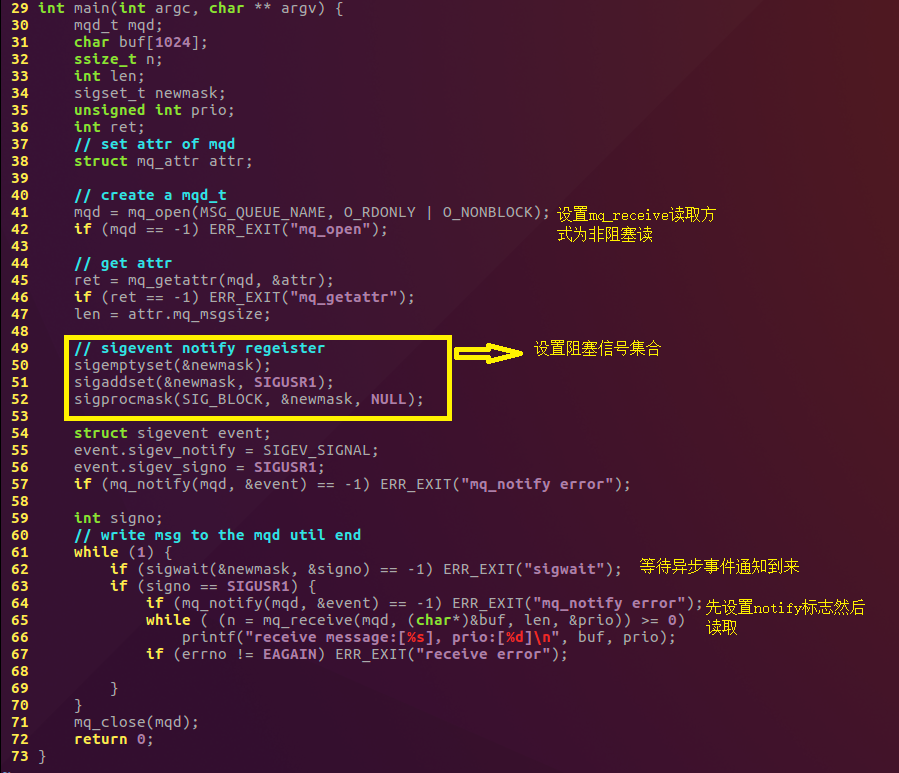 29 int main(int argc, char ** argv) {
30     mqd_t mqd;
31     char buf[1024];
32     ssize_t n;
33     int len;
34     sigset_t newmask;
35     unsigned int prio;
36     int ret;
37     // set attr of mqd
38     struct mq_attr attr;
39
40     // create a mqd_t
41     mqd = mq_open(MSG_QUEUE_NAME, O_RDONLY | O_NONBLOCK); 设置mq_receive读取方
42     if (mqd == -1) ERR_EXIT("mq_open"); 式为非阻塞读
43
44     // get attr
45     ret = mq_getattr(mqd, &attr);
46     if (ret == -1) ERR_EXIT("mq_getattr");
47     len = attr.mq_msgsize;
48
49     // sigevent notify regeister 设置阻塞信号集合
50     sigemptyset(&newmask);
51     sigaddset(&newmask, SIGUSR1);
52     sigprocmask(SIG_BLOCK, &newmask, NULL);
53
54     struct sigevent event;
55     event.sigev_notify = SIGEV_SIGNAL;
56     event.sigev_signo = SIGUSR1;
57     if (mq_notify(mqd, &event) == -1) ERR_EXIT("mq_notify error");
58
59     int signo;
60     // write msg to the mqd util end
61     while (1) {
62         if (sigwait(&newmask, &signo) == -1) ERR_EXIT("sigwait"); 等待异步事件通知到来
63         if (signo == SIGUSR1) {
64             if (mq_notify(mqd, &event) == -1) ERR_EXIT("mq_notify error"); 先设置notify标志然后
65             while ( (n = mq_receive(mqd, (char*)&buf, len, &prio)) >= 0) 读取
66                 printf("receive message:[%s], prio:[%d]\n", buf, prio);
67             if (errno != EAGAIN) ERR_EXIT("receive error");
68
69         }
70     }
71     mq_close(mqd);
72     return 0;
73 }